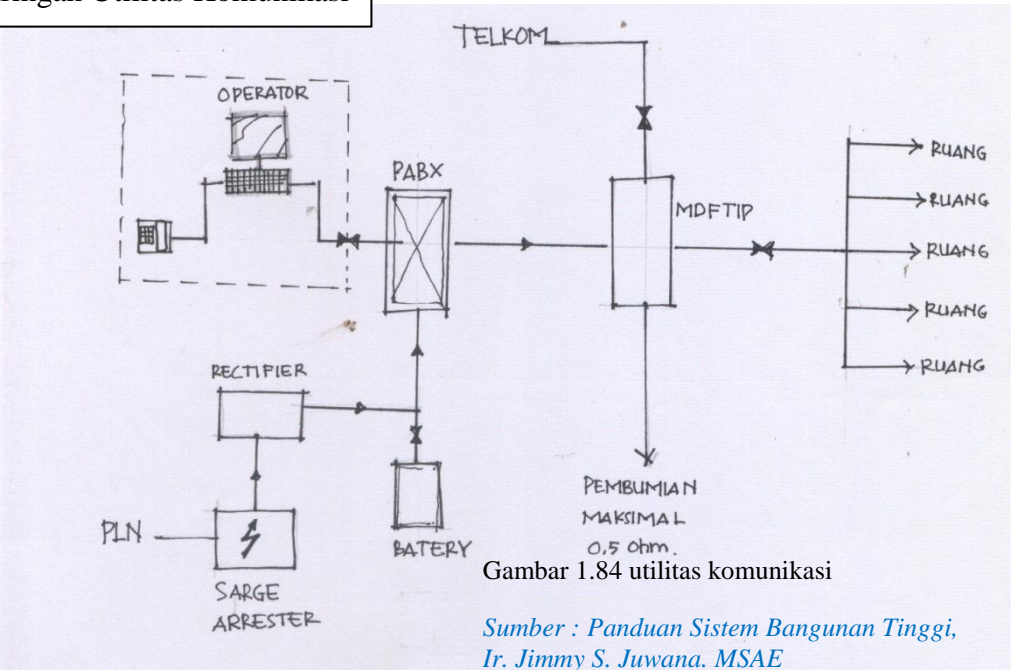 Utilitas Komunikasi
TELKOM
OPERATOR
PABX
MDFTIP
RUANG
RUANG
RUANG
RUANG
RUANG
RECTIFIER
PLN
BATERY
SARGE
ARRESTER
PEMBUMIAN
MAKSIMAL
0,5 Ohm.
Gambar 1.84 utilitas komunikasi
Sumber : Panduan Sistem Bangunan Tinggi,
Ir. Jimmy S. Juwana. MSAE